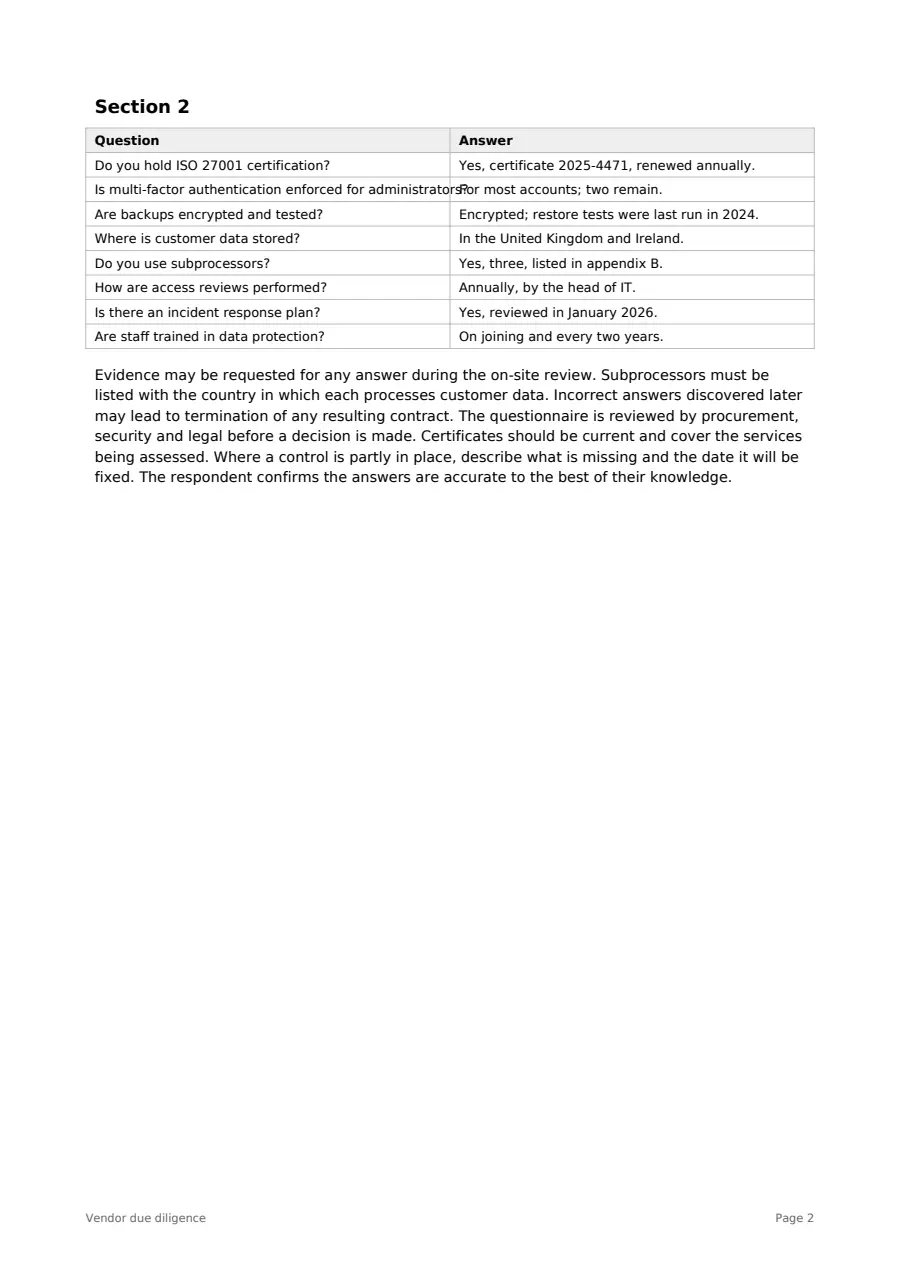 Section 2
Question Answer
Do you hold ISO 27001 certification? Yes, certificate 2025-4471, renewed annually.
Is multi-factor authentication enforced for administrators? For most accounts; two remain.
Are backups encrypted and tested? Encrypted; restore tests were last run in 2024.
Where is customer data stored? In the United Kingdom and Ireland.
Do you use subprocessors? Yes, three, listed in appendix B.
How are access reviews performed? Annually, by the head of IT.
Is there an incident response plan? Yes, reviewed in January 2026.
Are staff trained in data protection? On joining and every two years.
Evidence may be requested for any answer during the on-site review. Subprocessors must be
listed with the country in which each processes customer data. Incorrect answers discovered later
may lead to termination of any resulting contract. The questionnaire is reviewed by procurement,
security and legal before a decision is made. Certificates should be current and cover the services
being assessed. Where a control is partly in place, describe what is missing and the date it will be
fixed. The respondent confirms the answers are accurate to the best of their knowledge.
Vendor due diligence Page 2